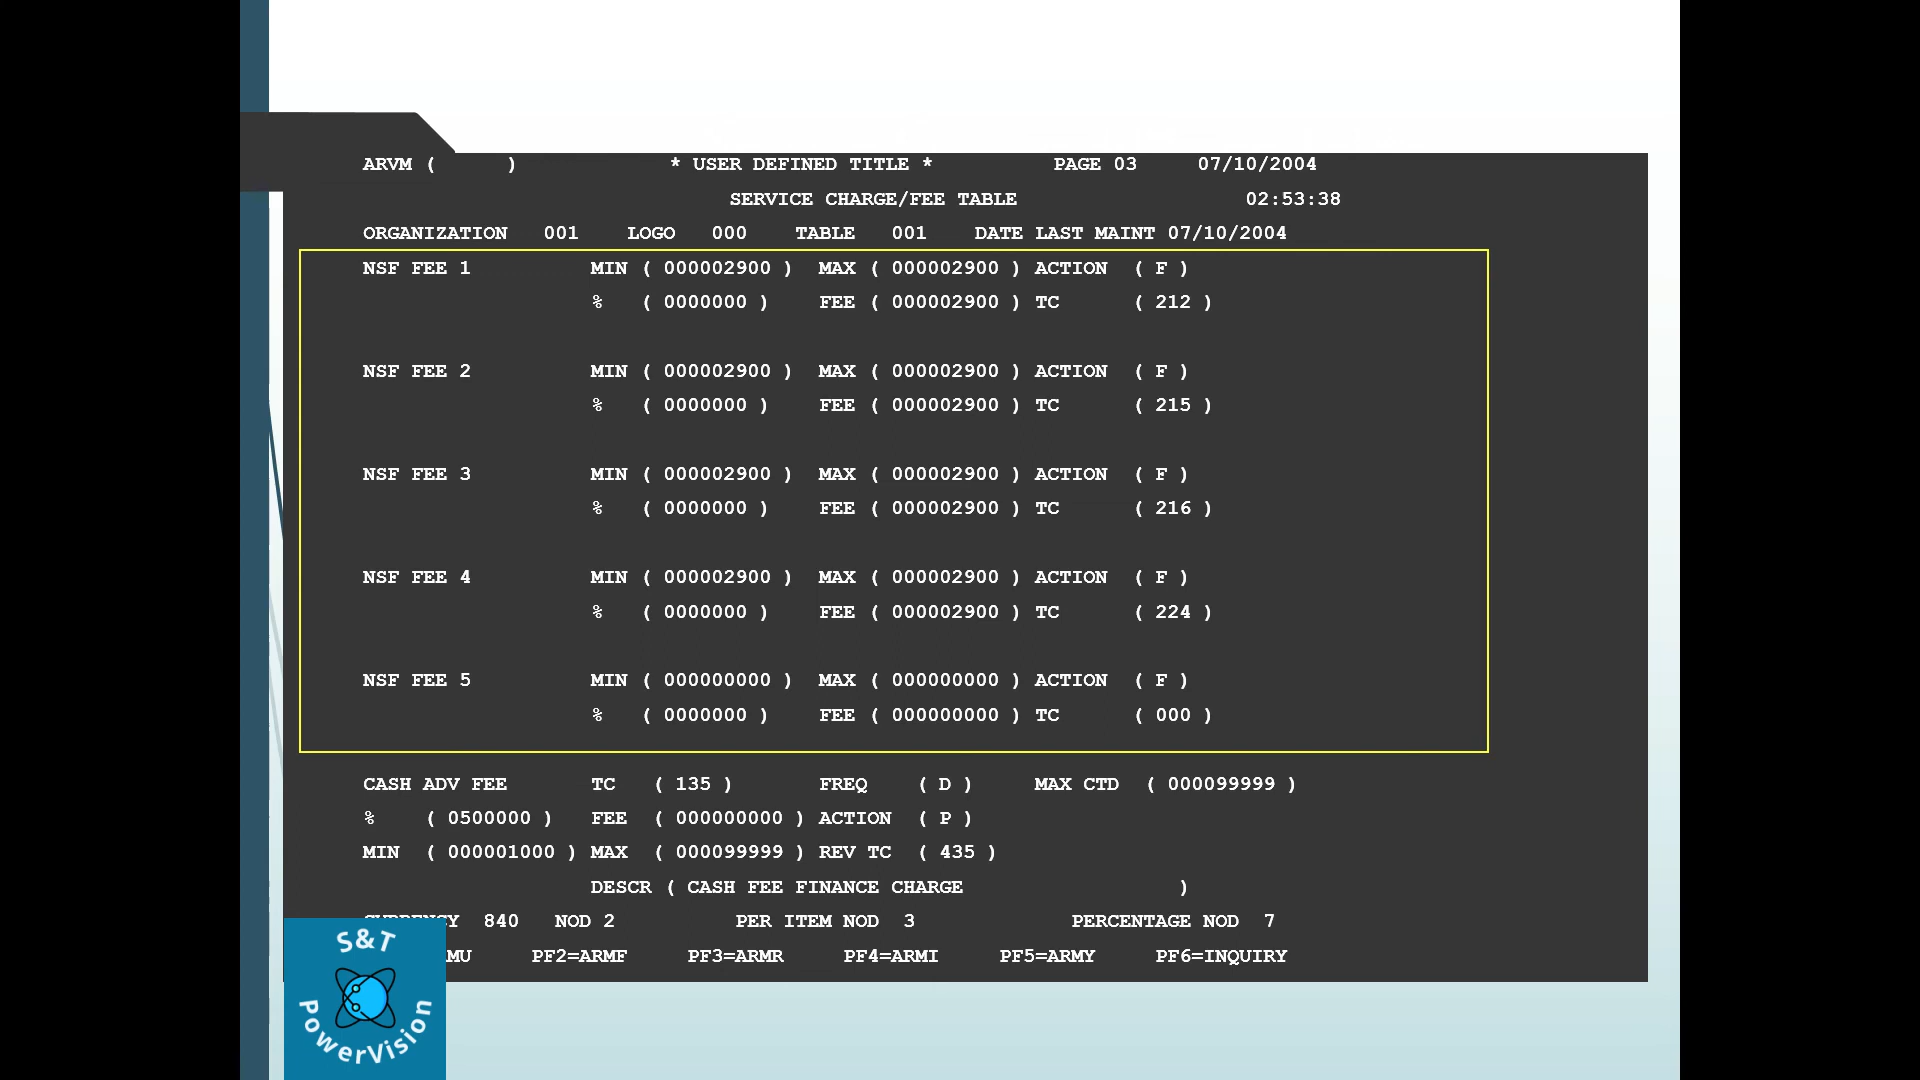 ARVM (      )             * USER DEFINED TITLE *          PAGE 03     07/10/2004
SERVICE CHARGE/FEE TABLE                   02:53:38
ORGANIZATION   001    LOGO   000    TABLE   001    DATE LAST MAINT 07/10/2004
NSF FEE 1          MIN ( 000002900 )  MAX ( 000002900 ) ACTION  ( F )
%   ( 0000000 )    FEE ( 000002900 ) TC      ( 212 )
NSF FEE 2          MIN ( 000002900 )  MAX ( 000002900 ) ACTION  ( F )
%   ( 0000000 )    FEE ( 000002900 ) TC      ( 215 )
NSF FEE 3          MIN ( 000002900 )  MAX ( 000002900 ) ACTION  ( F )
%   ( 0000000 )    FEE ( 000002900 ) TC      ( 216 )
NSF FEE 4          MIN ( 000002900 )  MAX ( 000002900 ) ACTION  ( F )
%   ( 0000000 )    FEE ( 000002900 ) TC      ( 224 )
NSF FEE 5          MIN ( 000000000 )  MAX ( 000000000 ) ACTION  ( F )
%   ( 0000000 )    FEE ( 000000000 ) TC      ( 000 )
CASH ADV FEE       TC   ( 135 )       FREQ    ( D )     MAX CTD  ( 000099999 )
%    ( 0500000 )   FEE  ( 000000000 ) ACTION  ( P )
MIN  ( 000001000 ) MAX  ( 000099999 ) REV TC  ( 435 )
DESCR ( CASH FEE FINANCE CHARGE                  )
CURRENCY  840   NOD 2          PER ITEM NOD  3             PERCENTAGE NOD  7
MU     PF2=ARMF     PF3=ARMR     PF4=ARMI     PF5=ARMY     PF6=INQUIRY
S&T
PowerVision